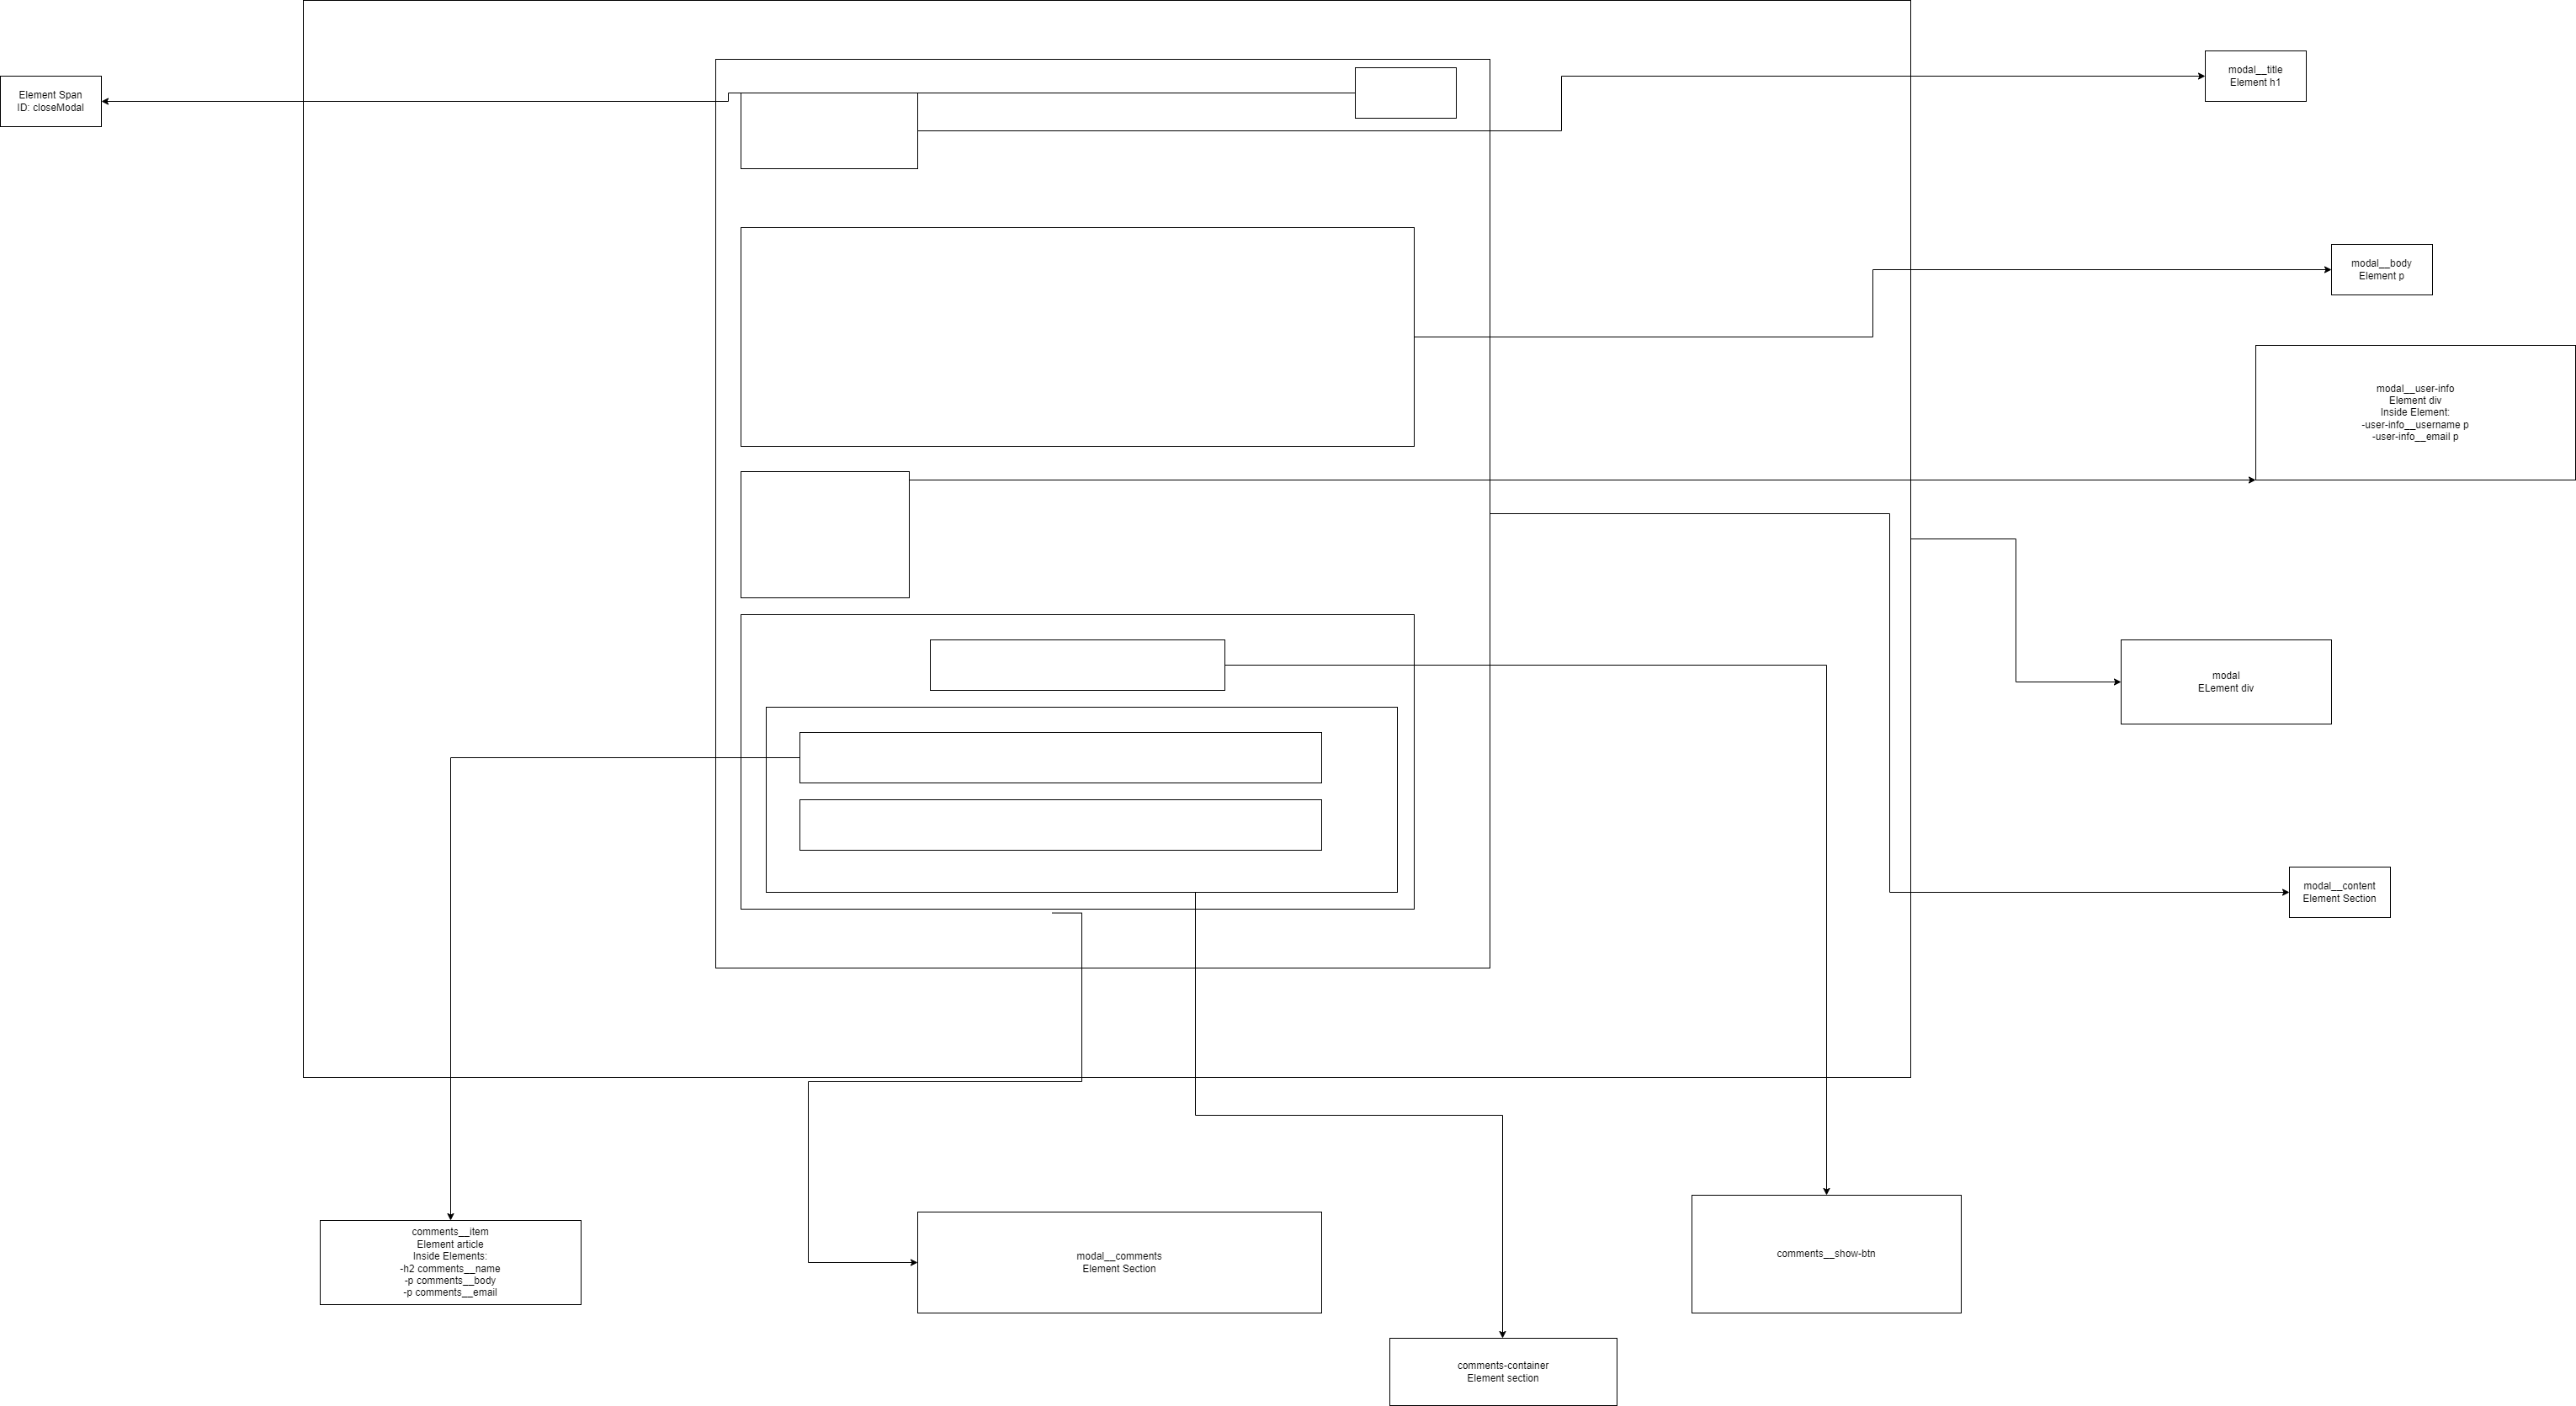 modal__title
Element h1
Element Span
ID: closeModal
modal__body
Element p
modal__user-info
Element div
Inside Element:
-user-info__username p
-user-info__email p
modal
ELement div
modal__content
Element Section
comments__item
Element article
Inside Elements:
-h2 comments__name
-p comments__body
-p comments__email
modal__comments
Element Section
comments__show-btn
comments-container
Element section